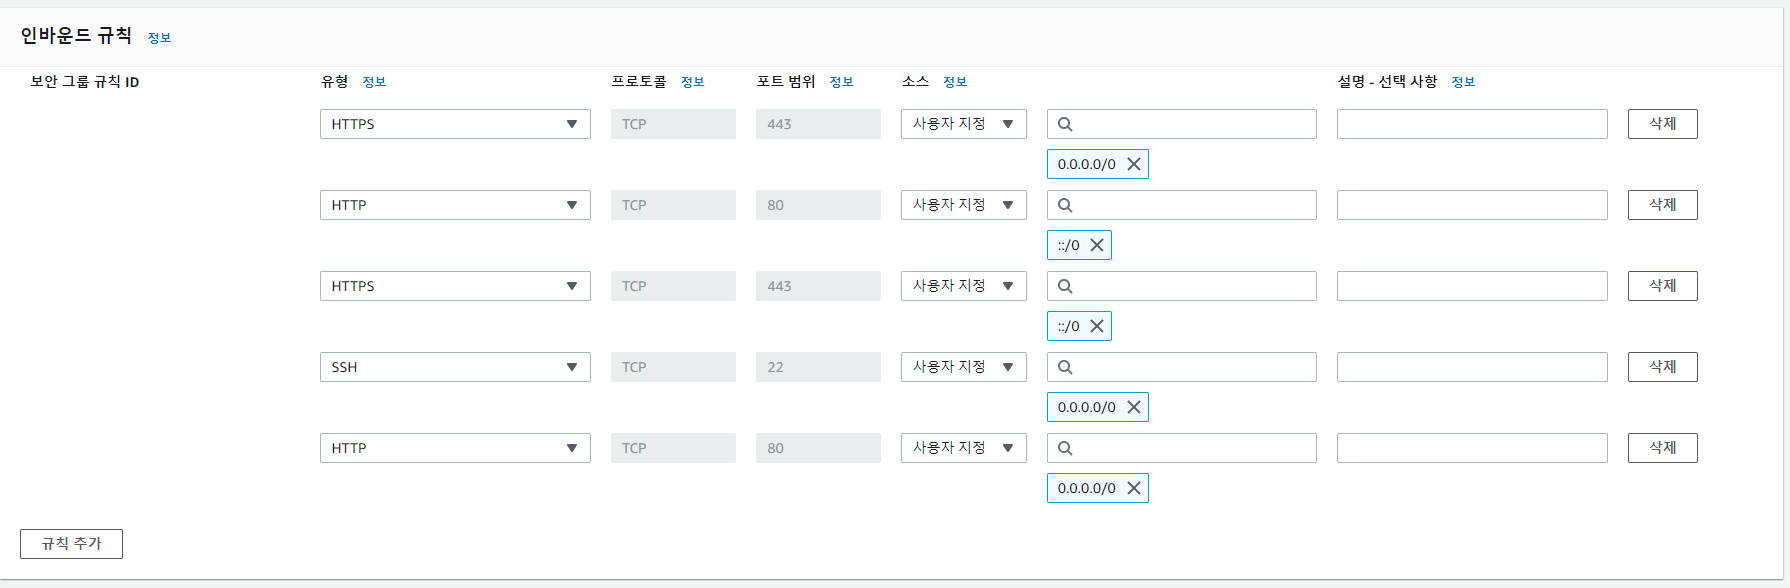 인바운드 규칙 정보
보안 그룹 규칙 ID 유형 정보 프로토콜 정보 포트 범위 정보 소스 정보 설명 - 선택 사항 정보
HTTPS TCP 443 사용자 지정 삭제
0.0.0.0/0
HTTP TCP 80 사용자 지정 삭제
::/0
HTTPS TCP 443 사용자 지정 삭제
::/0
SSH TCP 22 사용자 지정 삭제
0.0.0.0/0
HTTP TCP 80 사용자 지정 삭제
0.0.0.0/0
규칙 추가